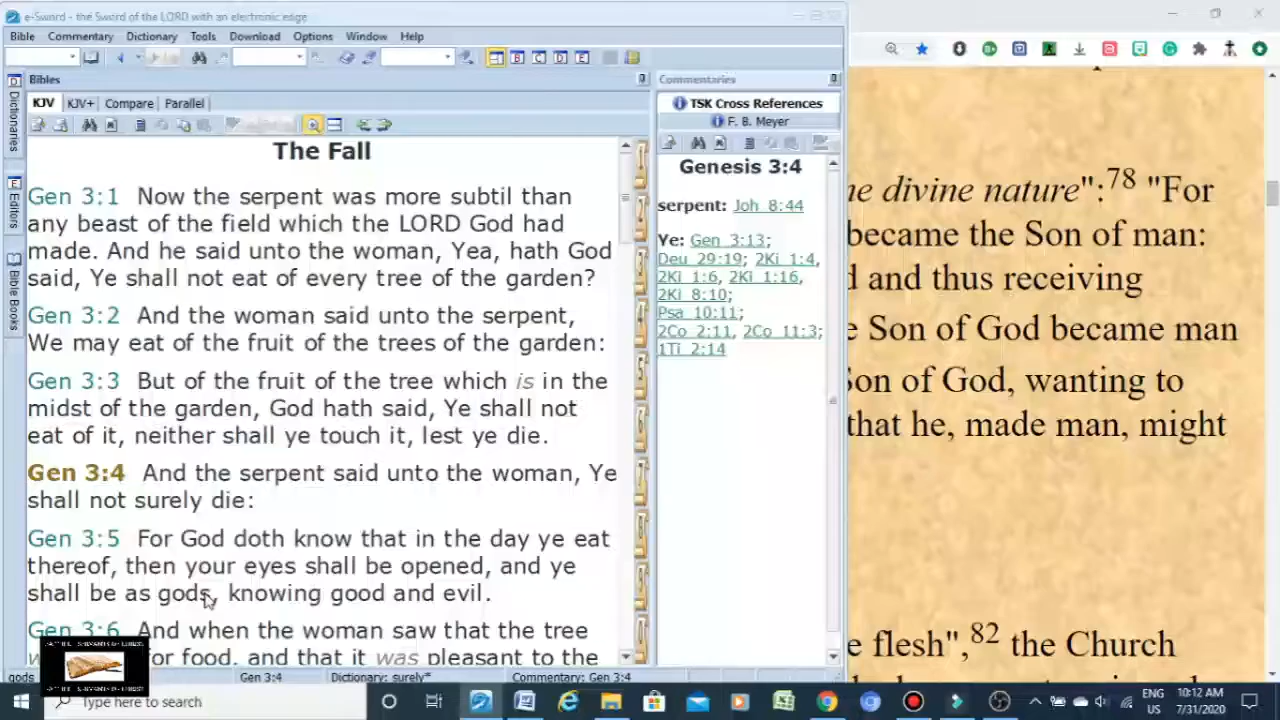 e-Sword - the Sword of the LORD with an electronic edge
Bible Commentary Dictionary Tools Download Options Window Help
B C D E
Bibles
KJV KJV+ Compare Parallel
D Dictionaries
E Editors
Bible Books
The Fall
Gen 3:1 Now the serpent was more subtil than
any beast of the field which the LORD God had
made. And he said unto the woman, Yea, hath God
said, Ye shall not eat of every tree of the garden?
Gen 3:2 And the woman said unto the serpent,
We may eat of the fruit of the trees of the garden:
Gen 3:3 But of the fruit of the tree which is in the
midst of the garden, God hath said, Ye shall not
eat of it, neither shall ye touch it, lest ye die.
Gen 3:4 And the serpent said unto the woman, Ye
shall not surely die:
Gen 3:5 For God doth know that in the day ye eat
thereof, then your eyes shall be opened, and ye
shall be as gods, knowing good and evil.
Gen 3:6 And when the woman saw that the tree
for food, and that it was pleasant to the
Commentaries
TSK Cross References
F. B. Meyer
Genesis 3:4
serpent: Joh 8:44
Ye: Gen 3:13;
Deu 29:19; 2Ki 1:4,
2Ki 1:6, 2Ki 1:16,
2Ki 8:10;
Psa 10:11;
2Co 2:11, 2Co 11:3;
1Ti 2:14
divine nature":78 "For
became the Son of man:
and thus receiving
Son of God became man
Son of God, wanting to
that he, made man, might
flesh",82 the Church
gods Gen 3:4 Dictionary: surely* Commentary: Gen 3:4
Type here to search
ENG
US
10:12 AM
7/31/2020